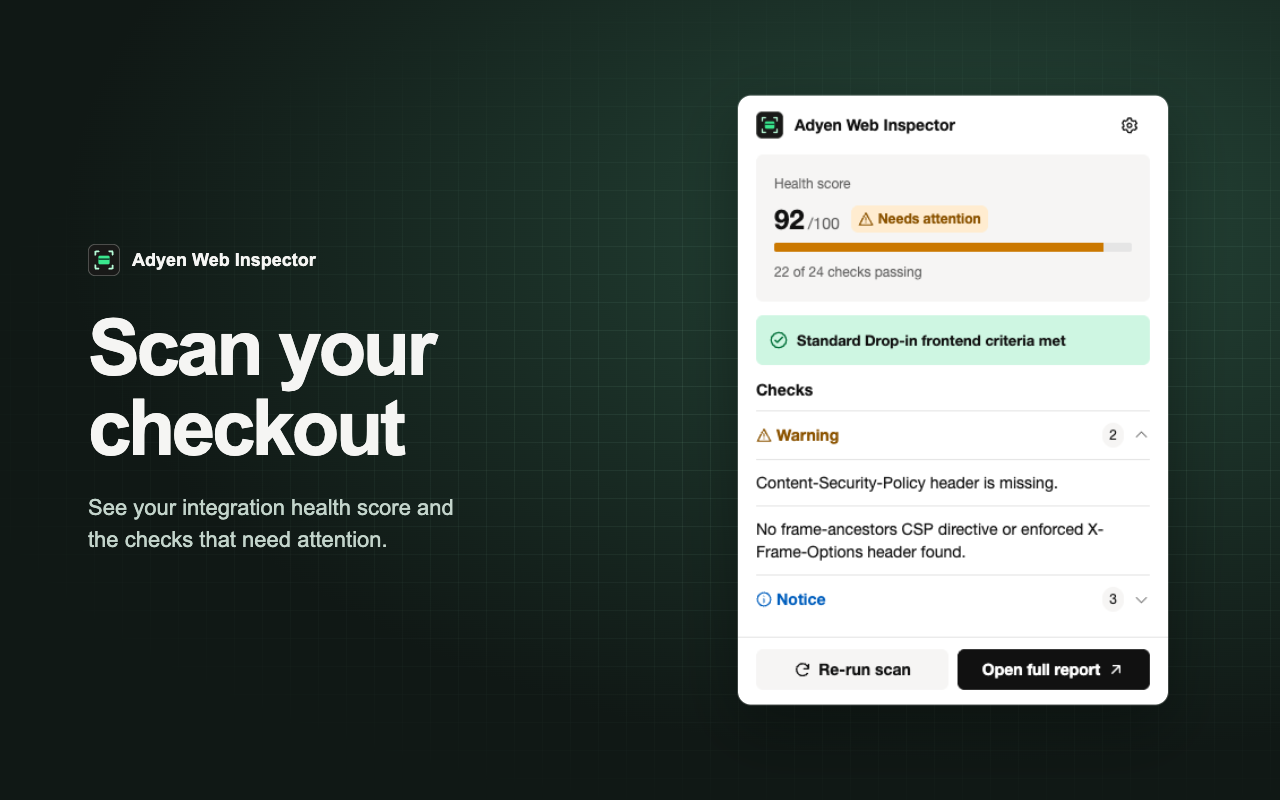 Adyen Web Inspector
Scan your
checkout
See your integration health score and
the checks that need attention.
Adyen Web Inspector
Health score
92 /100 Needs attention
22 of 24 checks passing
Standard Drop-in frontend criteria met
Checks
Warning 2
Content-Security-Policy header is missing.
No frame-ancestors CSP directive or enforced X-
Frame-Options header found.
Notice 3
Re-run scan Open full report